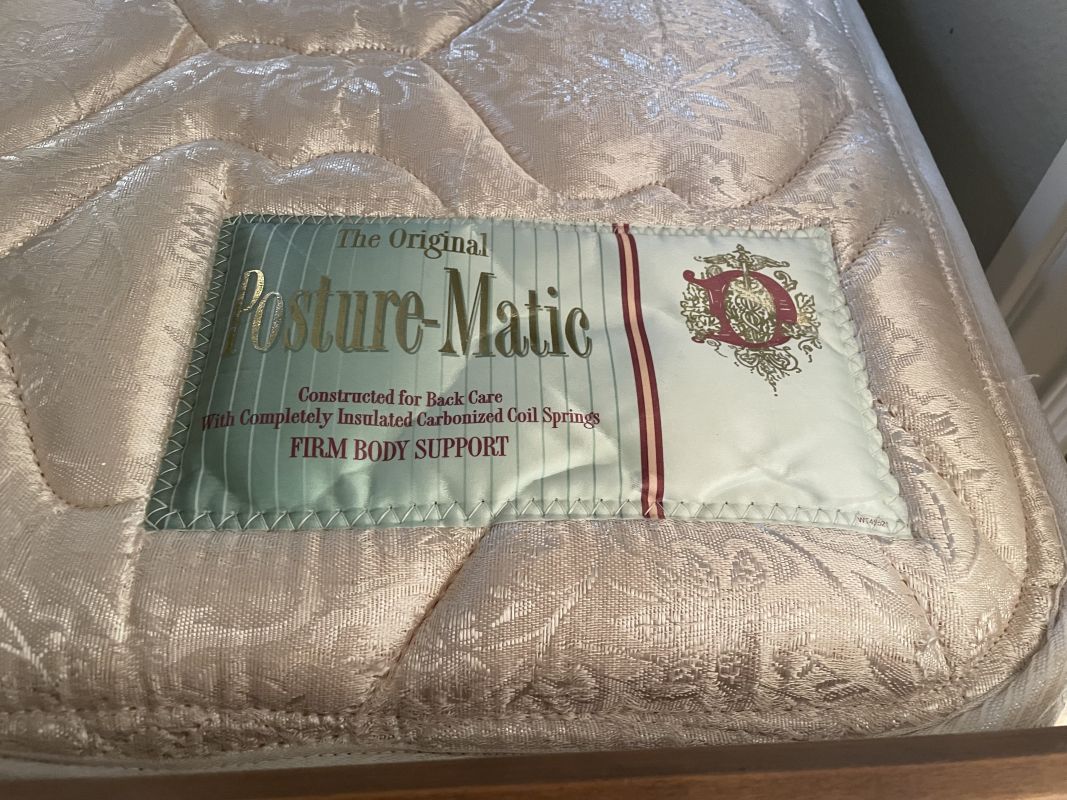 The Original
Posture-Matic
Constructed for Back Care
With Completely Insulated Carbonized Coil Springs
FIRM BODY SUPPORT
D